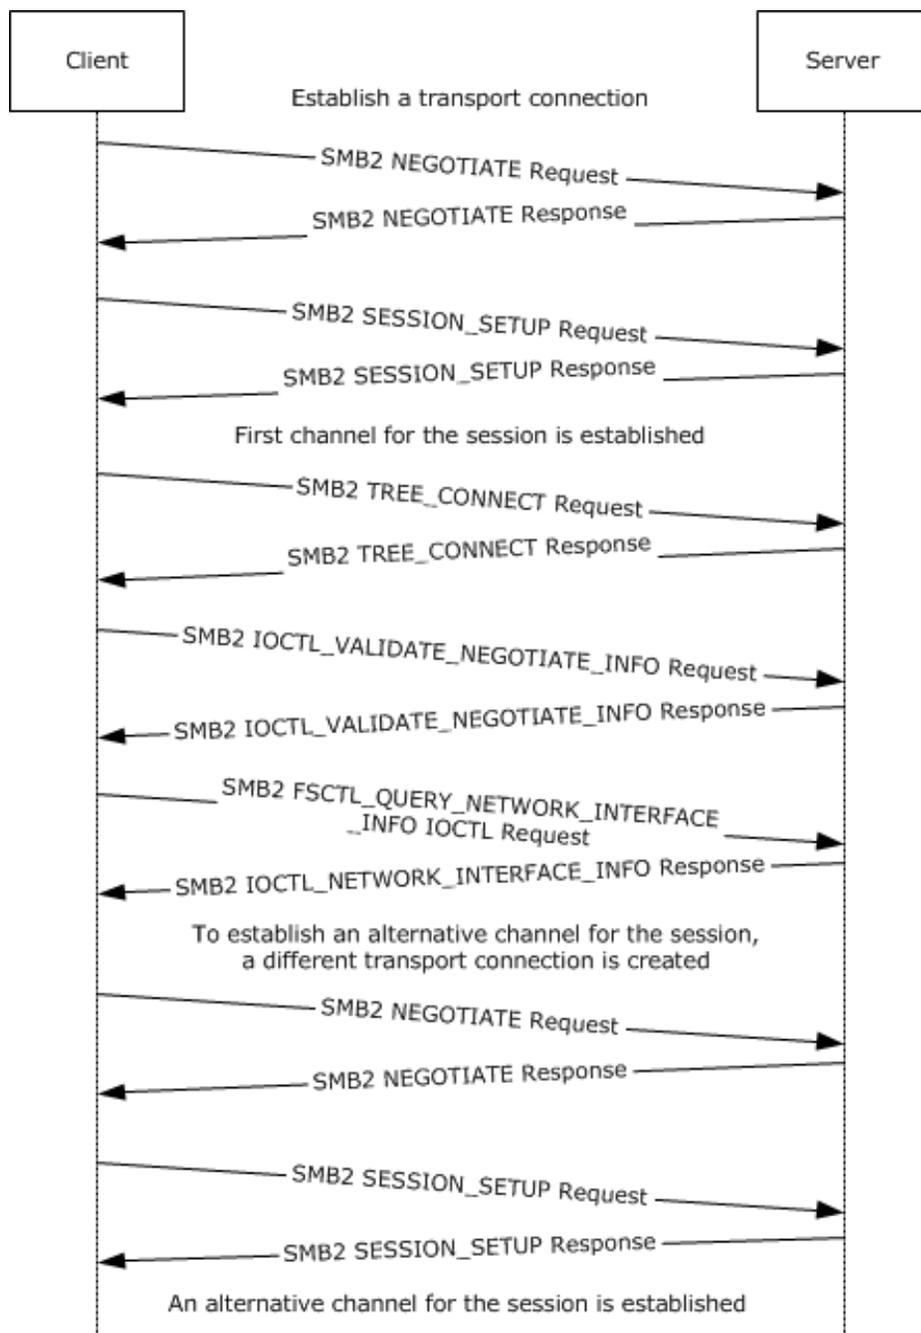 Client
Server
Establish a transport connection
SMB2 NEGOTIATE Request
SMB2 NEGOTIATE Response
SMB2 SESSION_SETUP Request
SMB2 SESSION_SETUP Response
First channel for the session is established
SMB2 TREE_CONNECT Request
SMB2 TREE_CONNECT Response
SMB2 IOCTL_VALIDATE_NEGOTIATE_INFO Request
SMB2 IOCTL_VALIDATE_NEGOTIATE_INFO Response
SMB2 FSCTL_QUERY_NETWORK_INTERFACE
_INFO IOCTL Request
SMB2 IOCTL_NETWORK_INTERFACE_INFO Response
To establish an alternative channel for the session,
a different transport connection is created
SMB2 NEGOTIATE Request
SMB2 NEGOTIATE Response
SMB2 SESSION_SETUP Request
SMB2 SESSION_SETUP Response
An alternative channel for the session is established